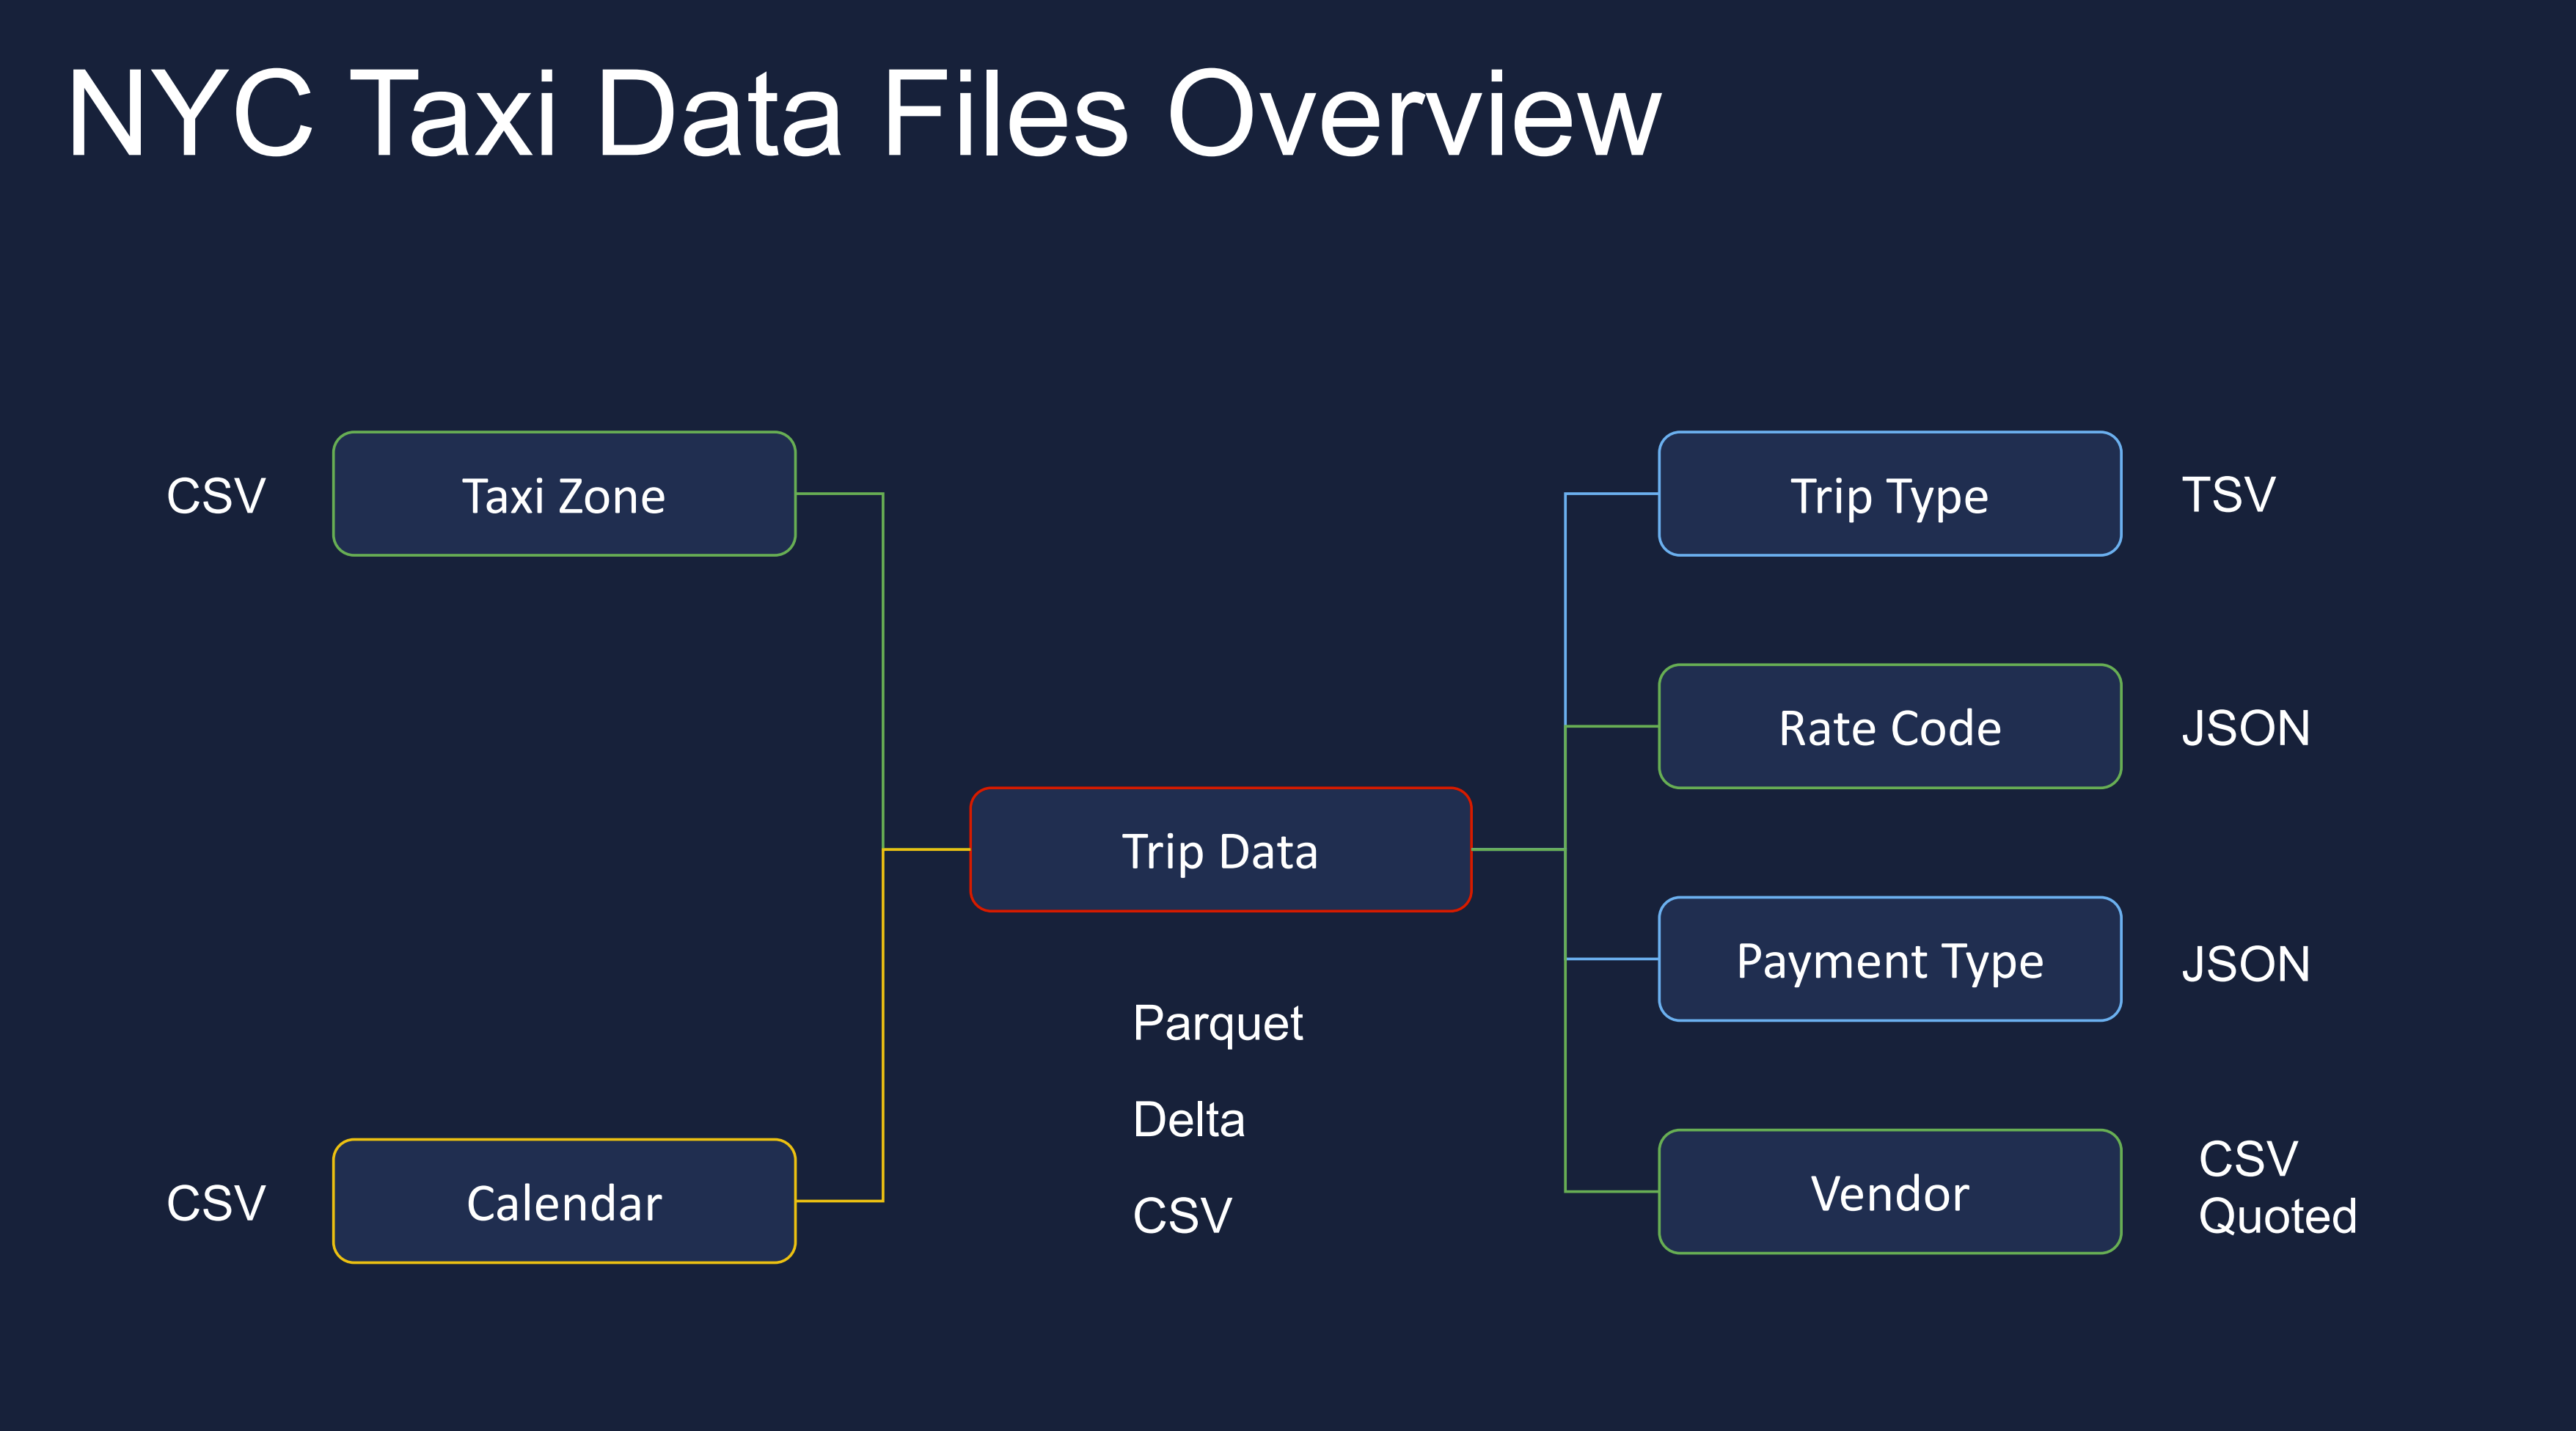 NYC Taxi Data Files Overview
CSV
Taxi Zone
Trip Type
TSV
Rate Code
JSON
Trip Data
Payment Type
JSON
Parquet
Delta
CSV
CSV
Calendar
Vendor
CSV
Quoted